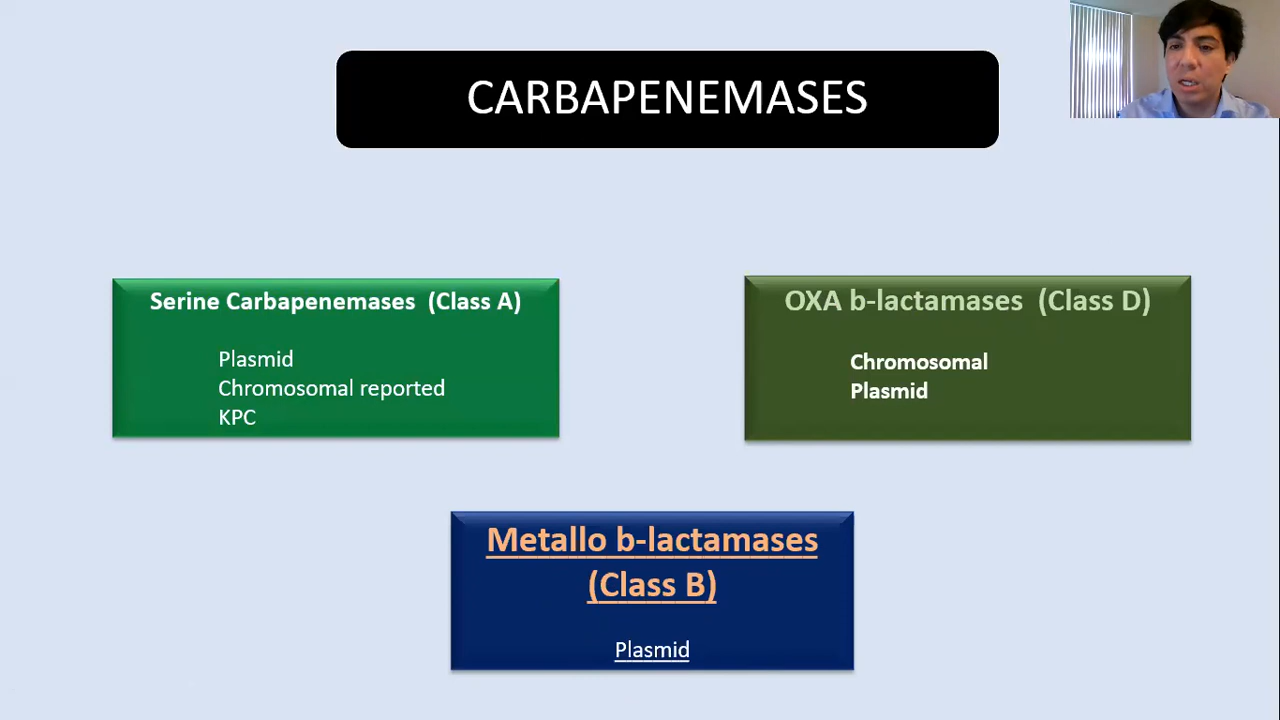 CARBAPENEMASES
Serine Carbapenemases (Class A)
Plasmid
Chromosomal reported
KPC
OXA b-lactamases (Class D)
Chromosomal
Plasmid
Metallo b-lactamases
(Class B)
Plasmid